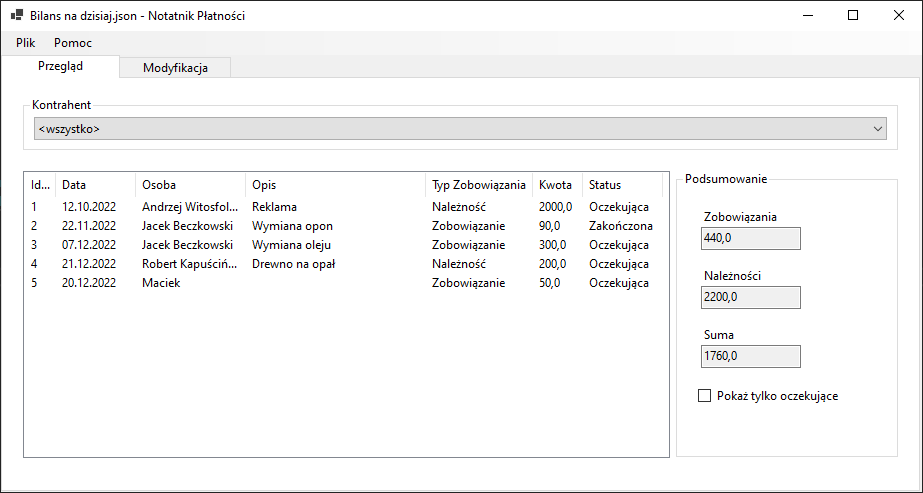 Bilans na dzisiaj.json - Notatnik Płatności
Plik Pomoc
Przegląd Modyfikacja
Kontrahent
<wszystko>
Id... Data Osoba Opis Typ Zobowiązania Kwota Status
1 12.10.2022 Andrzej Witosfol... Reklama Należność 2000,0 Oczekująca
2 22.11.2022 Jacek Beczkowski Wymiana opon Zobowiązanie 90,0 Zakończona
3 07.12.2022 Jacek Beczkowski Wymiana oleju Zobowiązanie 300,0 Oczekująca
4 21.12.2022 Robert Kapuściń... Drewno na opał Należność 200,0 Oczekująca
5 20.12.2022 Maciek Zobowiązanie 50,0 Oczekująca
Podsumowanie
Zobowiązania
440,0
Należności
2200,0
Suma
1760,0
Pokaż tylko oczekujące